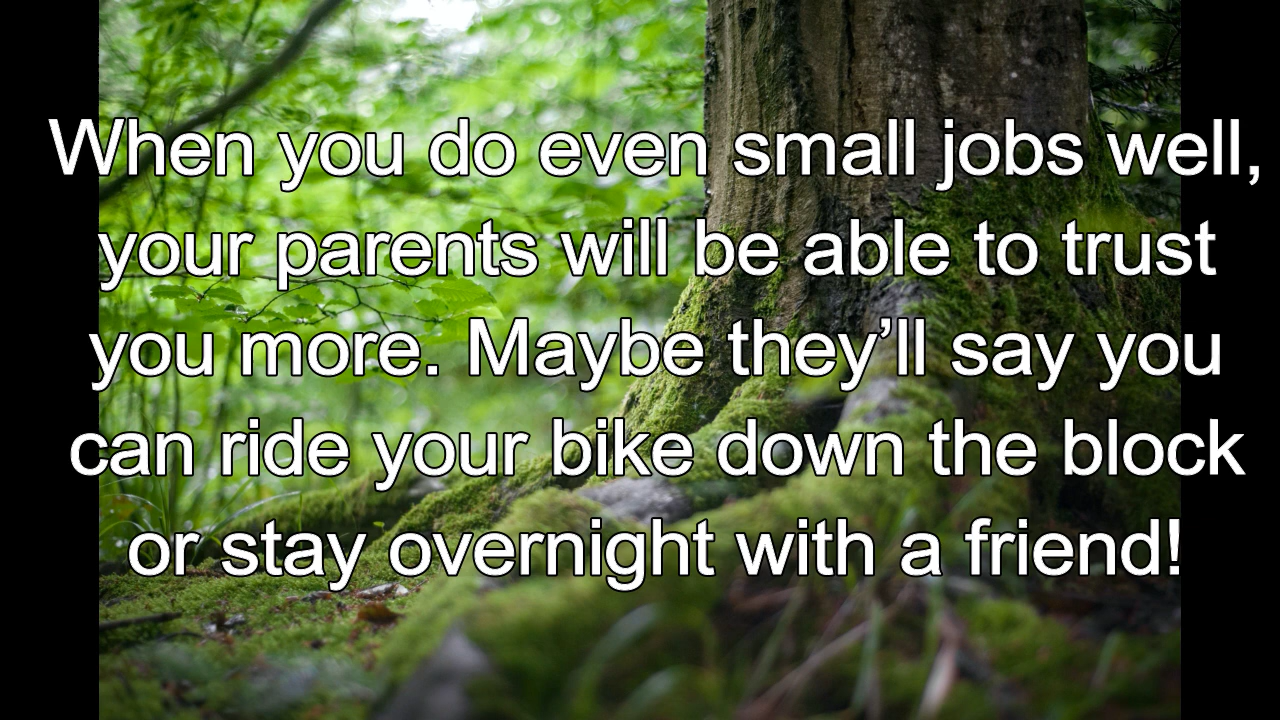 When you do even small jobs well,
your parents will be able to trust
you more. Maybe they’ll say you
can ride your bike down the block
or stay overnight with a friend!